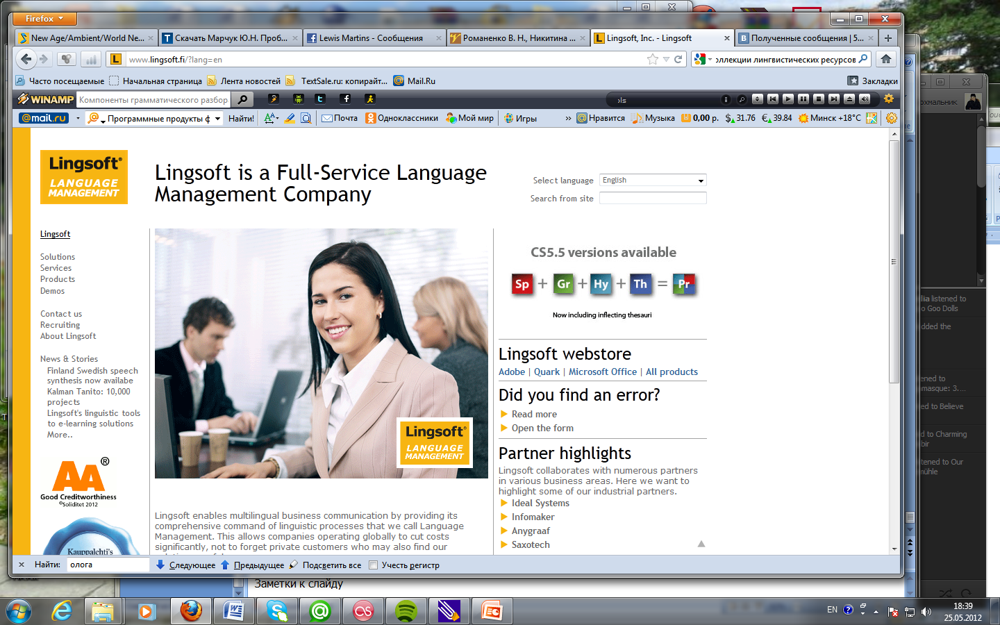 Firefox
New Age/Ambient/World Ne...
Скачать Марчук Ю.Н. Проб...
Lewis Martins - Сообщения
Романенко В. Н., Никитина ...
Lingsoft, Inc. - Lingsoft
Полученные сообщения | 5...
www.lingsoft.fi/?lang=en
оллекции лингвистических ресурсов
Часто посещаемые
Начальная страница
Лента новостей
TextSale.ru: копирайт...
Mail.Ru
Закладки
WINAMP
Компоненты грамматического разбор
@mail.ru
Программные продукты ф
Найти!
Почта
Одноклассники
Мой мир
Игры
»
Нравится
Музыка
0,00 р.
$ 31.76
€ 39.84
Минск +18°C
Lingsoft®
LANGUAGE
MANAGEMENT
Lingsoft is a Full-Service Language
Management Company
Select language
English
Search from site
Lingsoft
Solutions
Services
Products
Demos
Contact us
Recruiting
About Lingsoft
News & Stories
Finland Swedish speech
synthesis now availabe
Kalman Tanito: 10,000
projects
Lingsoft's linguistic tools
to e-learning solutions
More..
AA®
Good Creditworthiness
©Soliditet 2012
Kauppalehti's
Lingsoft®
LANGUAGE
MANAGEMENT
Lingsoft enables multilingual business communication by providing its
comprehensive command of linguistic processes that we call Language
Management. This allows companies operating globally to cut costs
significantly, not to forget private customers who may also find our
CS5.5 versions available
Sp + Gr + Hy + Th = Pr
Now including inflecting thesauri
Lingsoft webstore
Adobe | Quark | Microsoft Office | All products
Did you find an error?
Read more
Open the form
Partner highlights
Lingsoft collaborates with numerous partners
in various business areas. Here we want to
highlight some of our industrial partners.
Ideal Systems
Infomaker
Anygraaf
Saxotech
Найти:
олога
Следующее
Предыдущее
Подсветить все
Учесть регистр
Заметки к слайду
охмальник
listened to
o Goo Dolls
dded the
ened to
masque: 3....
ed to Believe
d to Charming
bir
tened to Our
mühle
EN
18:39
25.05.2012